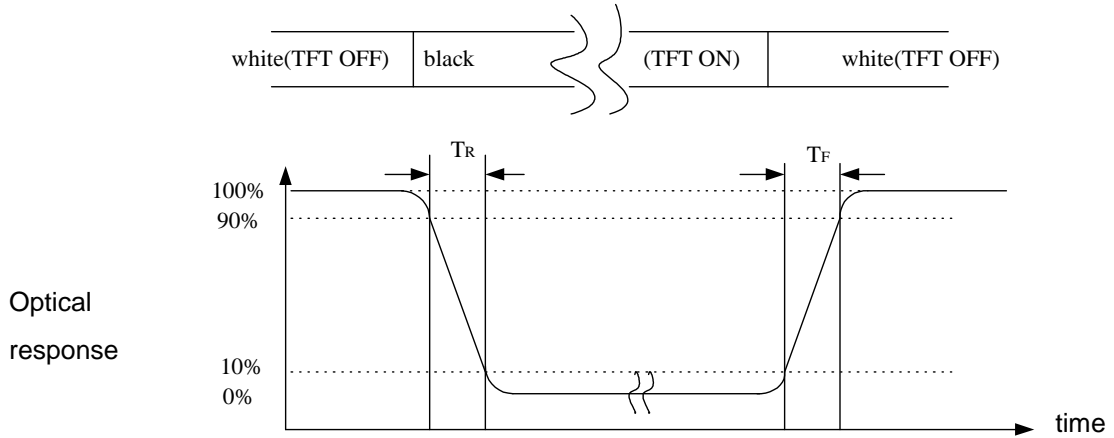 white(TFT OFF) black (TFT ON) white(TFT OFF)
TR TF
100%
90%
Optical
response
10%
0%
time